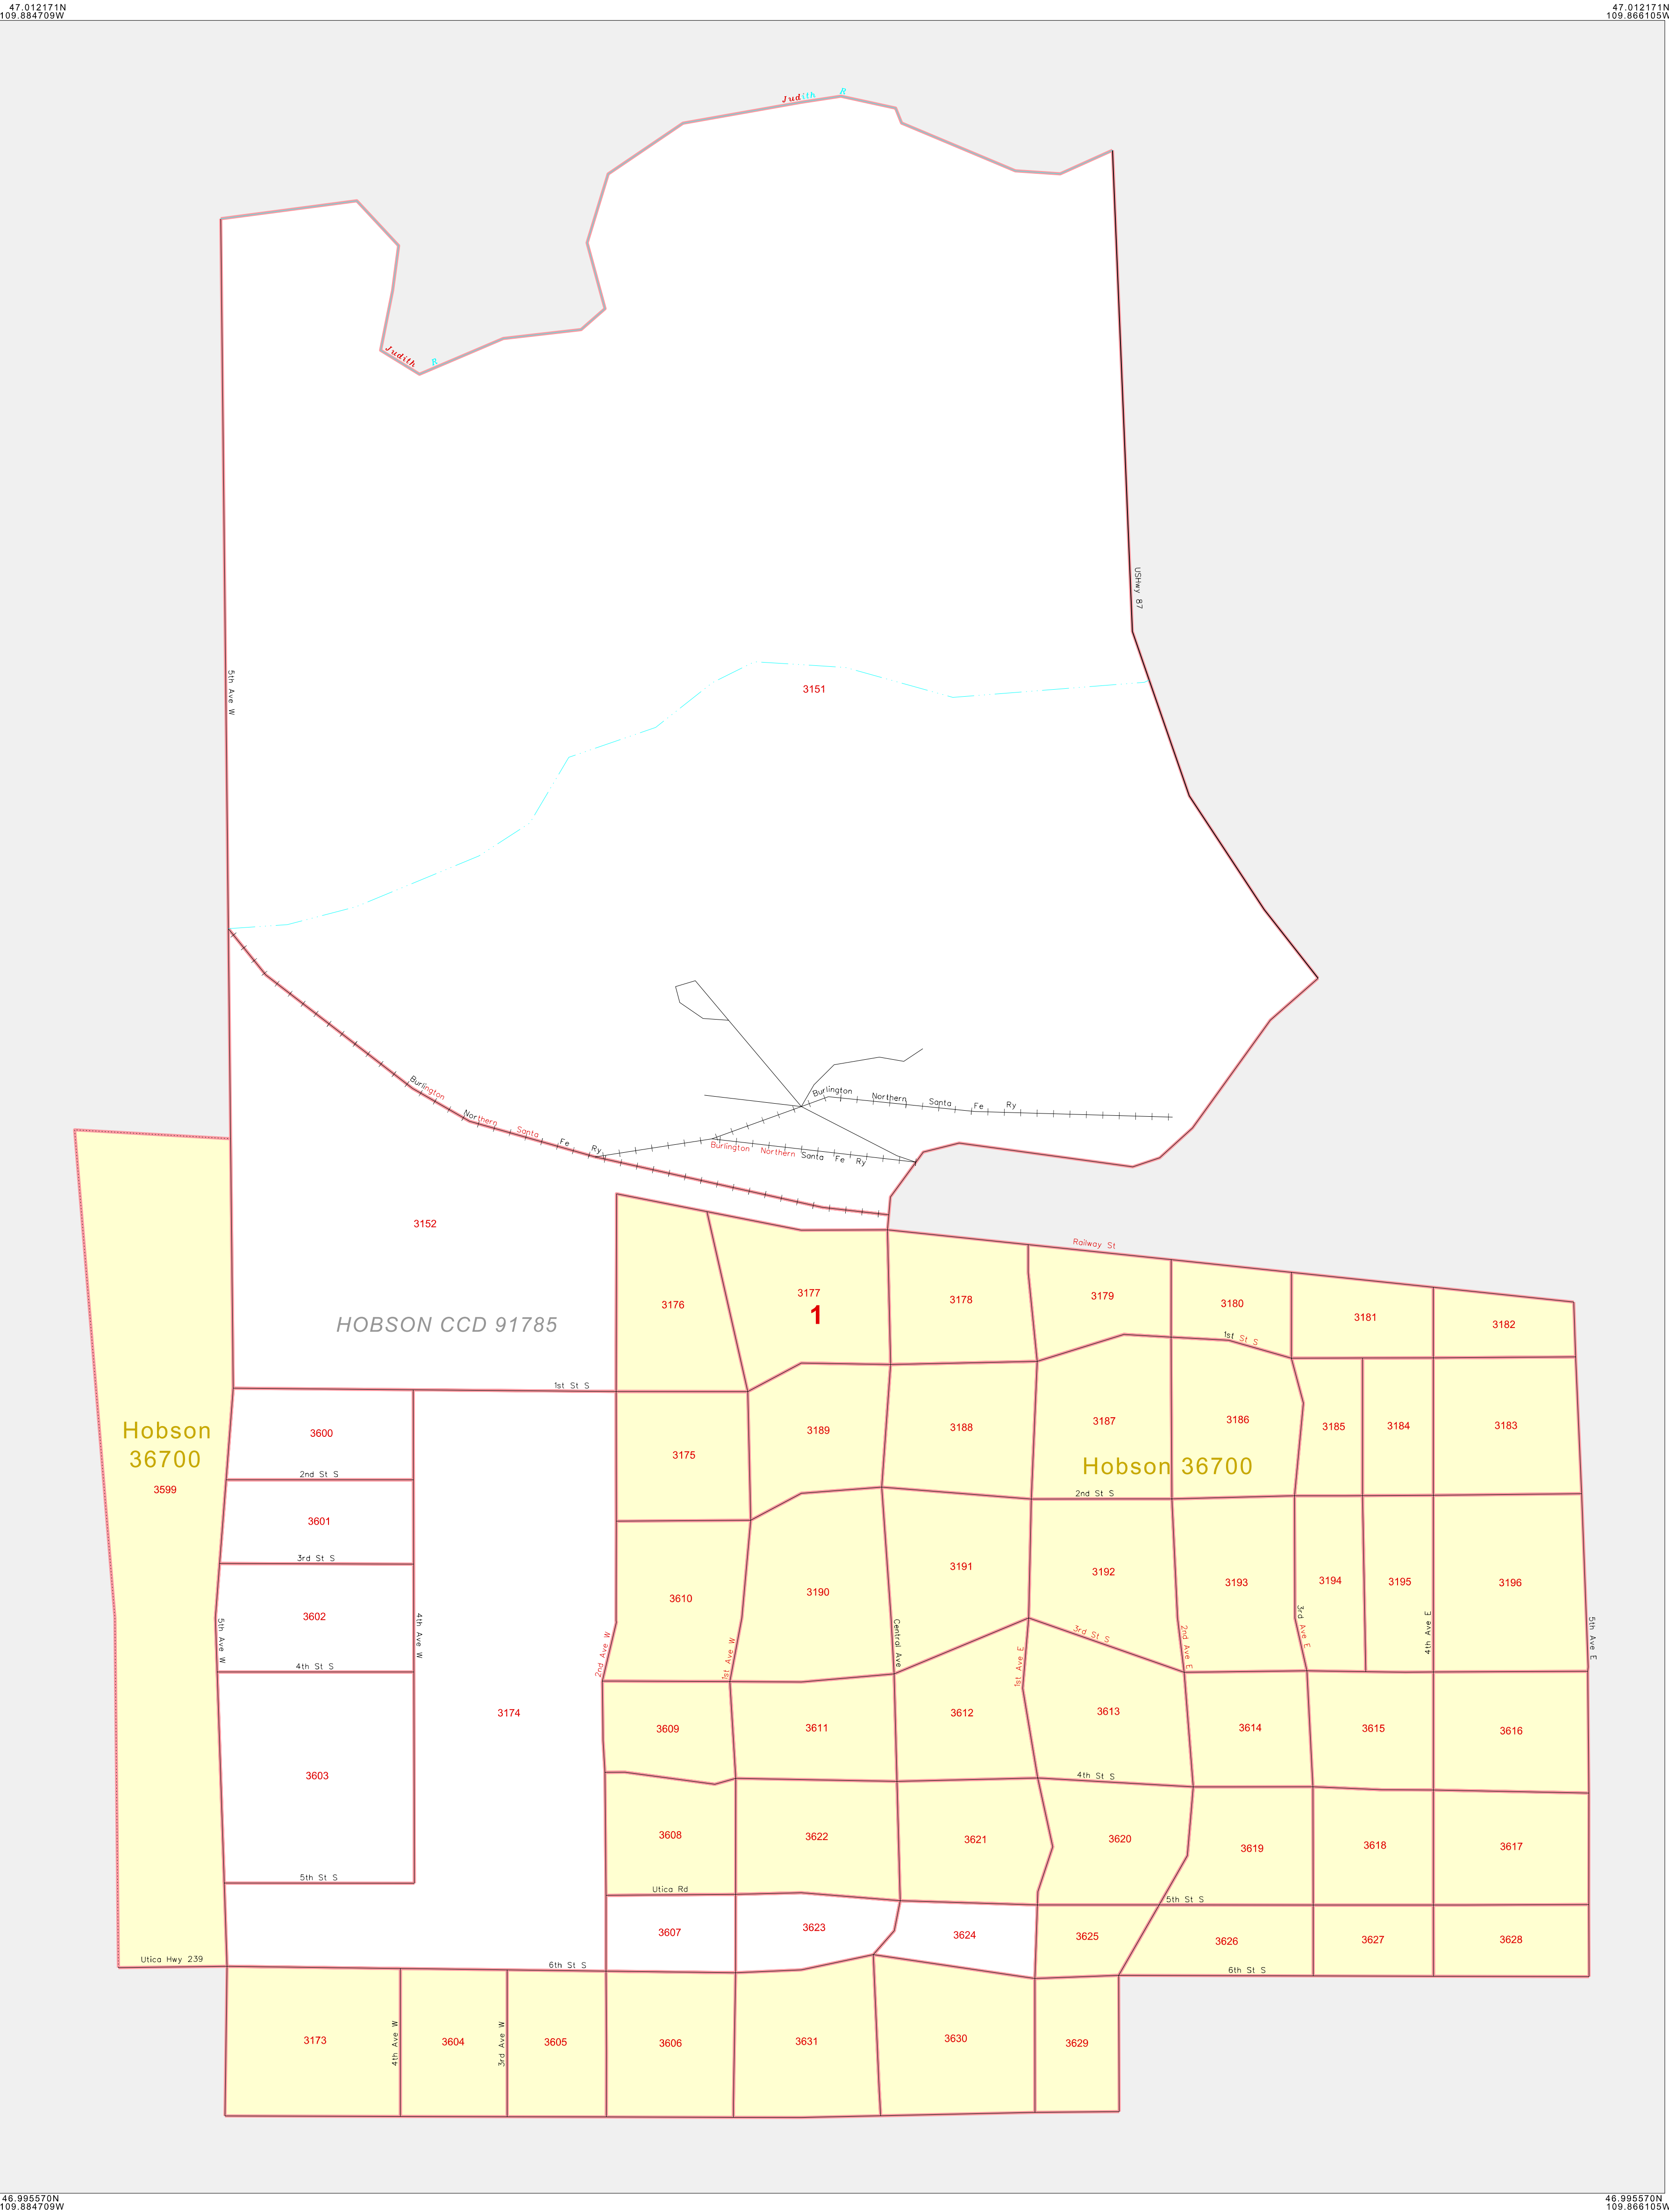 47.012171N
109.884709W
47.012171N
109.866105W
Judith R
Judith R
USHwy 87
5th Ave W
3151
Burlington Northern Santa Fe Ry
Burlington Northern Santa Fe Ry
Burlington Northern Santa Fe Ry
3152
Railway St
3176
3177
1
3178
3179
3180
3181
3182
HOBSON CCD 91785
1st St S
1st St S
Hobson
36700
3599
3600
3175
3189
3188
3187
3186
3185
3184
3183
Hobson 36700
2nd St S
2nd St S
3601
3rd St S
3602
3610
3190
3191
3192
3193
3194
3195
3196
5th Ave W
4th Ave W
2nd Ave W
1st Ave W
Central Ave
1st Ave E
3rd St S
2nd Ave E
3rd Ave E
4th Ave E
5th Ave E
4th St S
3174
3609
3611
3612
3613
3614
3615
3616
3603
4th St S
3608
3622
3621
3620
3619
3618
3617
5th St S
Utica Rd
5th St S
3607
3623
3624
3625
3626
3627
3628
Utica Hwy 239
6th St S
6th St S
3173
4th Ave W
3604
3rd Ave W
3605
3606
3631
3630
3629
46.995570N
109.884709W
46.995570N
109.866105W